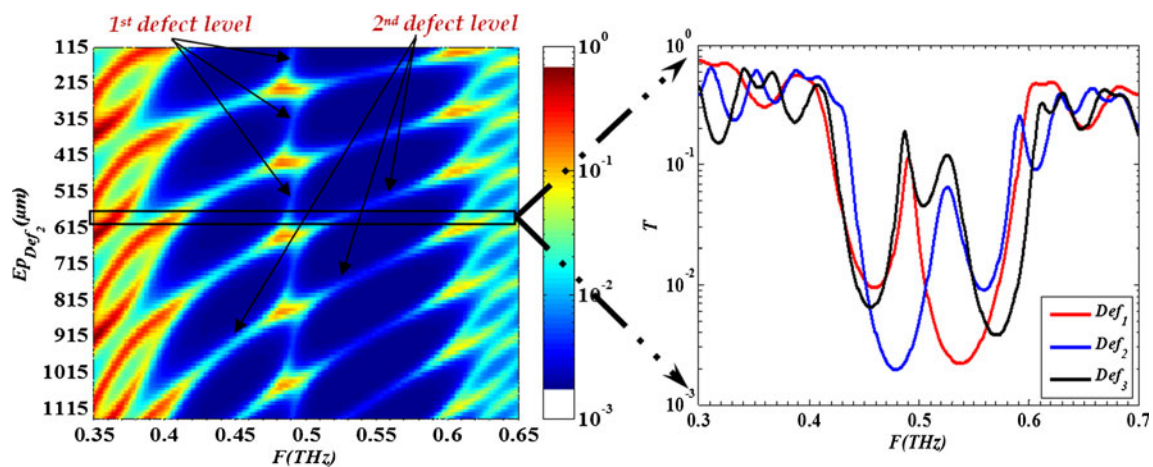 1st defect level
2nd defect level
115
215
315
415
515
615
715
815
915
1015
1115
EpDef2(μm)
0.35 0.4 0.45 0.5 0.55 0.6 0.65
F(THz)
10^0
10^-1
10^-2
10^-3
10^0
10^-1
10^-2
10^-3
T
Def1
Def2
Def3
0.3 0.4 0.5 0.6 0.7
F(THz)